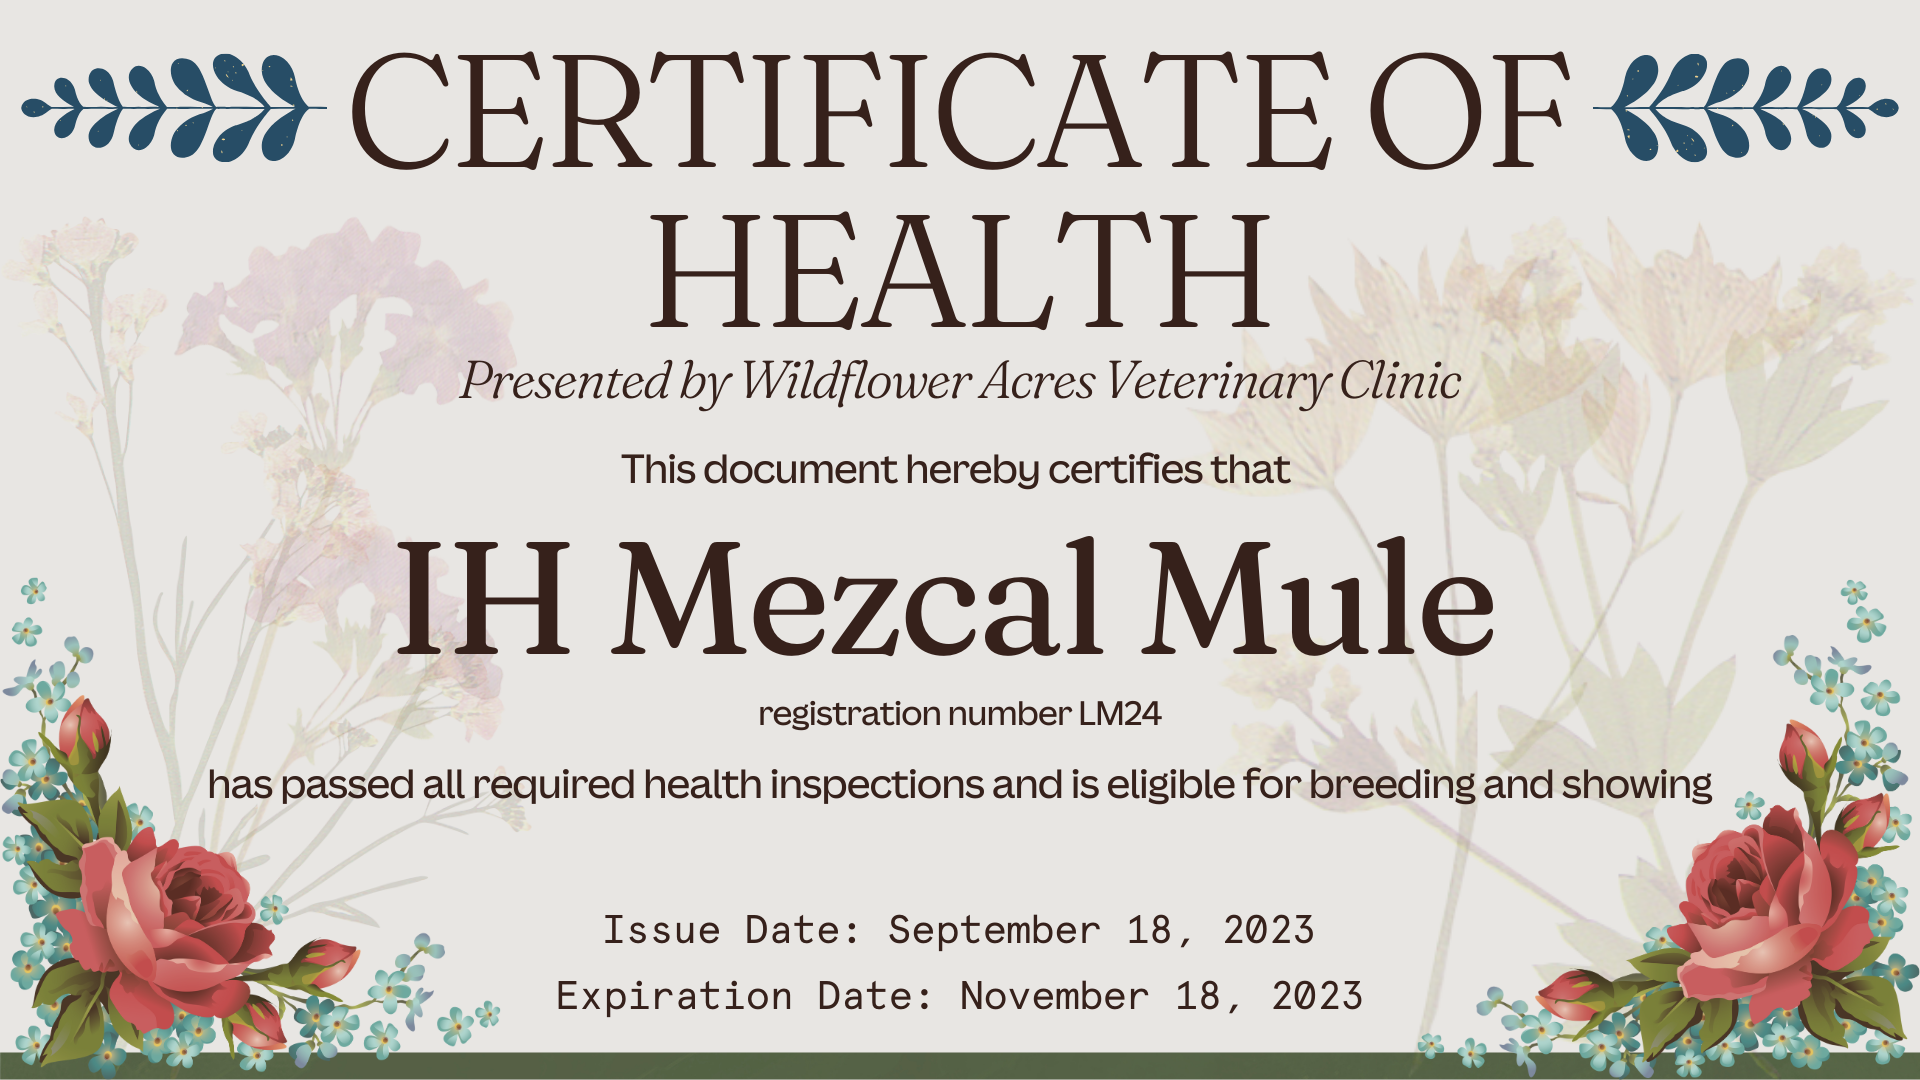 CERTIFICATE OF
HEALTH
Presented by Wildflower Acres Veterinary Clinic
This document hereby certifies that
IH Mezcal Mule
registration number LM24
has passed all required health inspections and is eligible for breeding and showing
Issue Date: September 18, 2023
Expiration Date: November 18, 2023